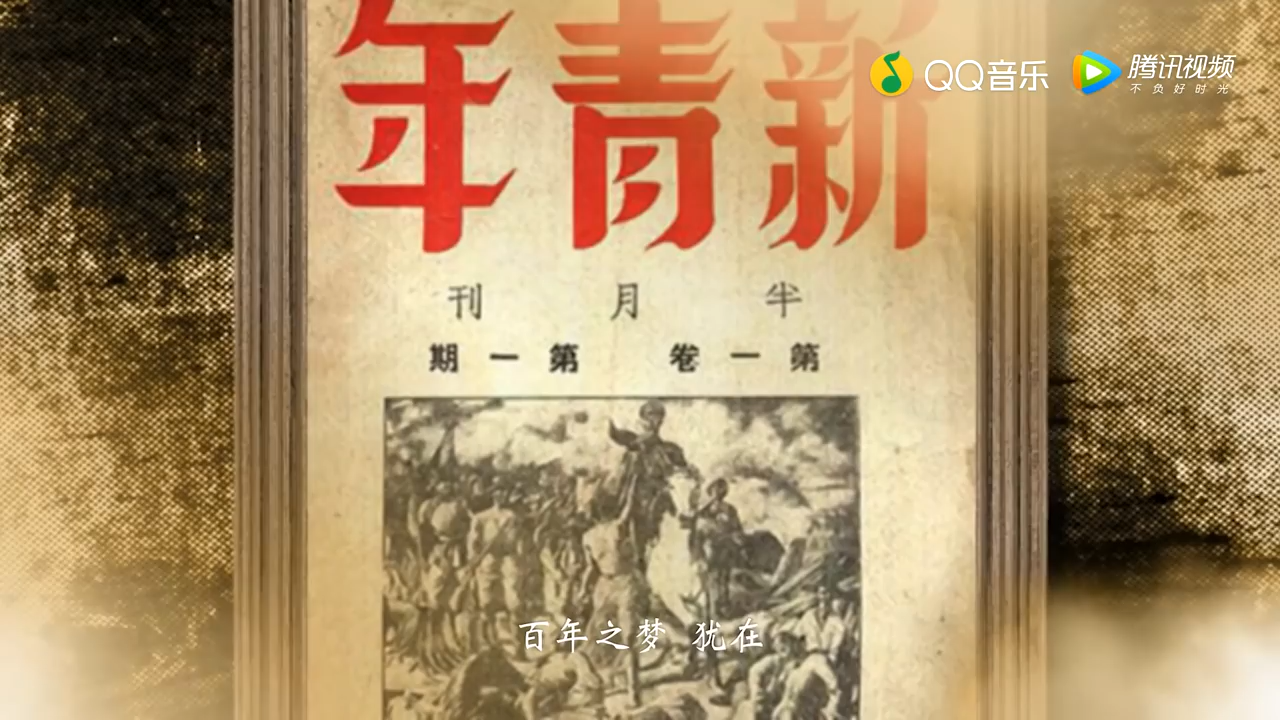 新青年
QQ音乐
腾讯视频
不负好时光
半月刊
第一卷 第一期
百年之梦 犹在